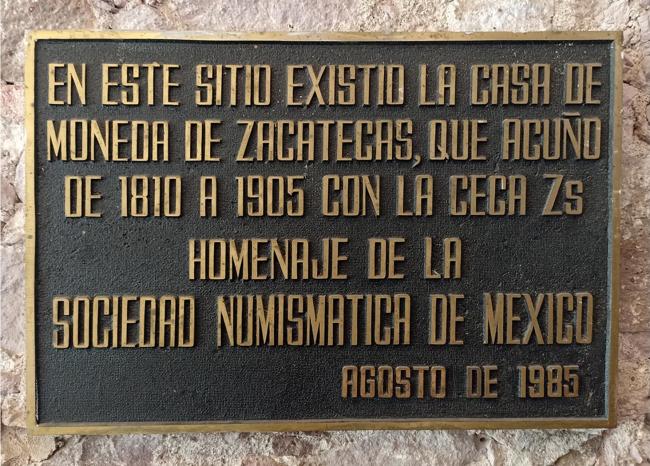 EN ESTE SITIO EXISTIO LA CASA DE
MONEDA DE ZACATECAS, QUE ACUÑO
DE 1810 A 1905 CON LA CECA Zs
HOMENAJE DE LA
SOCIEDAD NUMISMATICA DE MEXICO
AGOSTO DE 1985